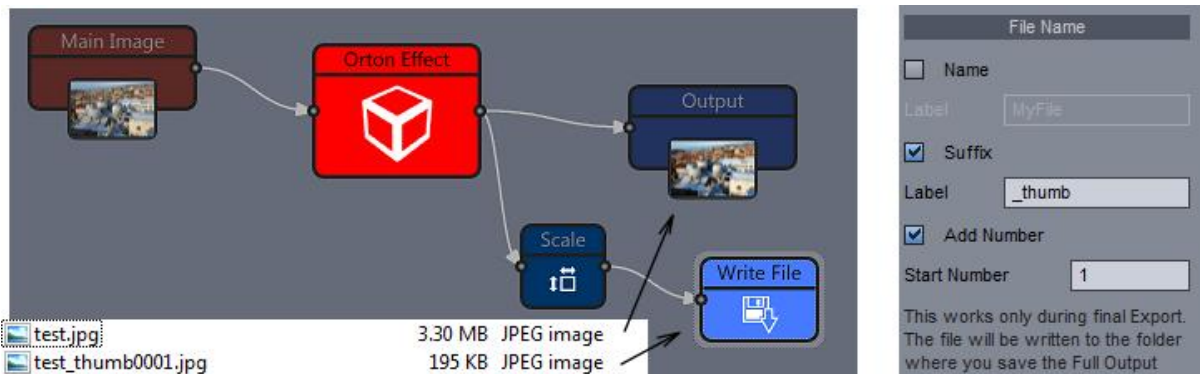 Main Image
Orton Effect
Output
Scale
Write File
test.jpg 3.30 MB JPEG image
test_thumb0001.jpg 195 KB JPEG image
File Name
Name
Label MyFile
Suffix
Label _thumb
Add Number
Start Number 1
This works only during final Export.
The file will be written to the folder
where you save the Full Output